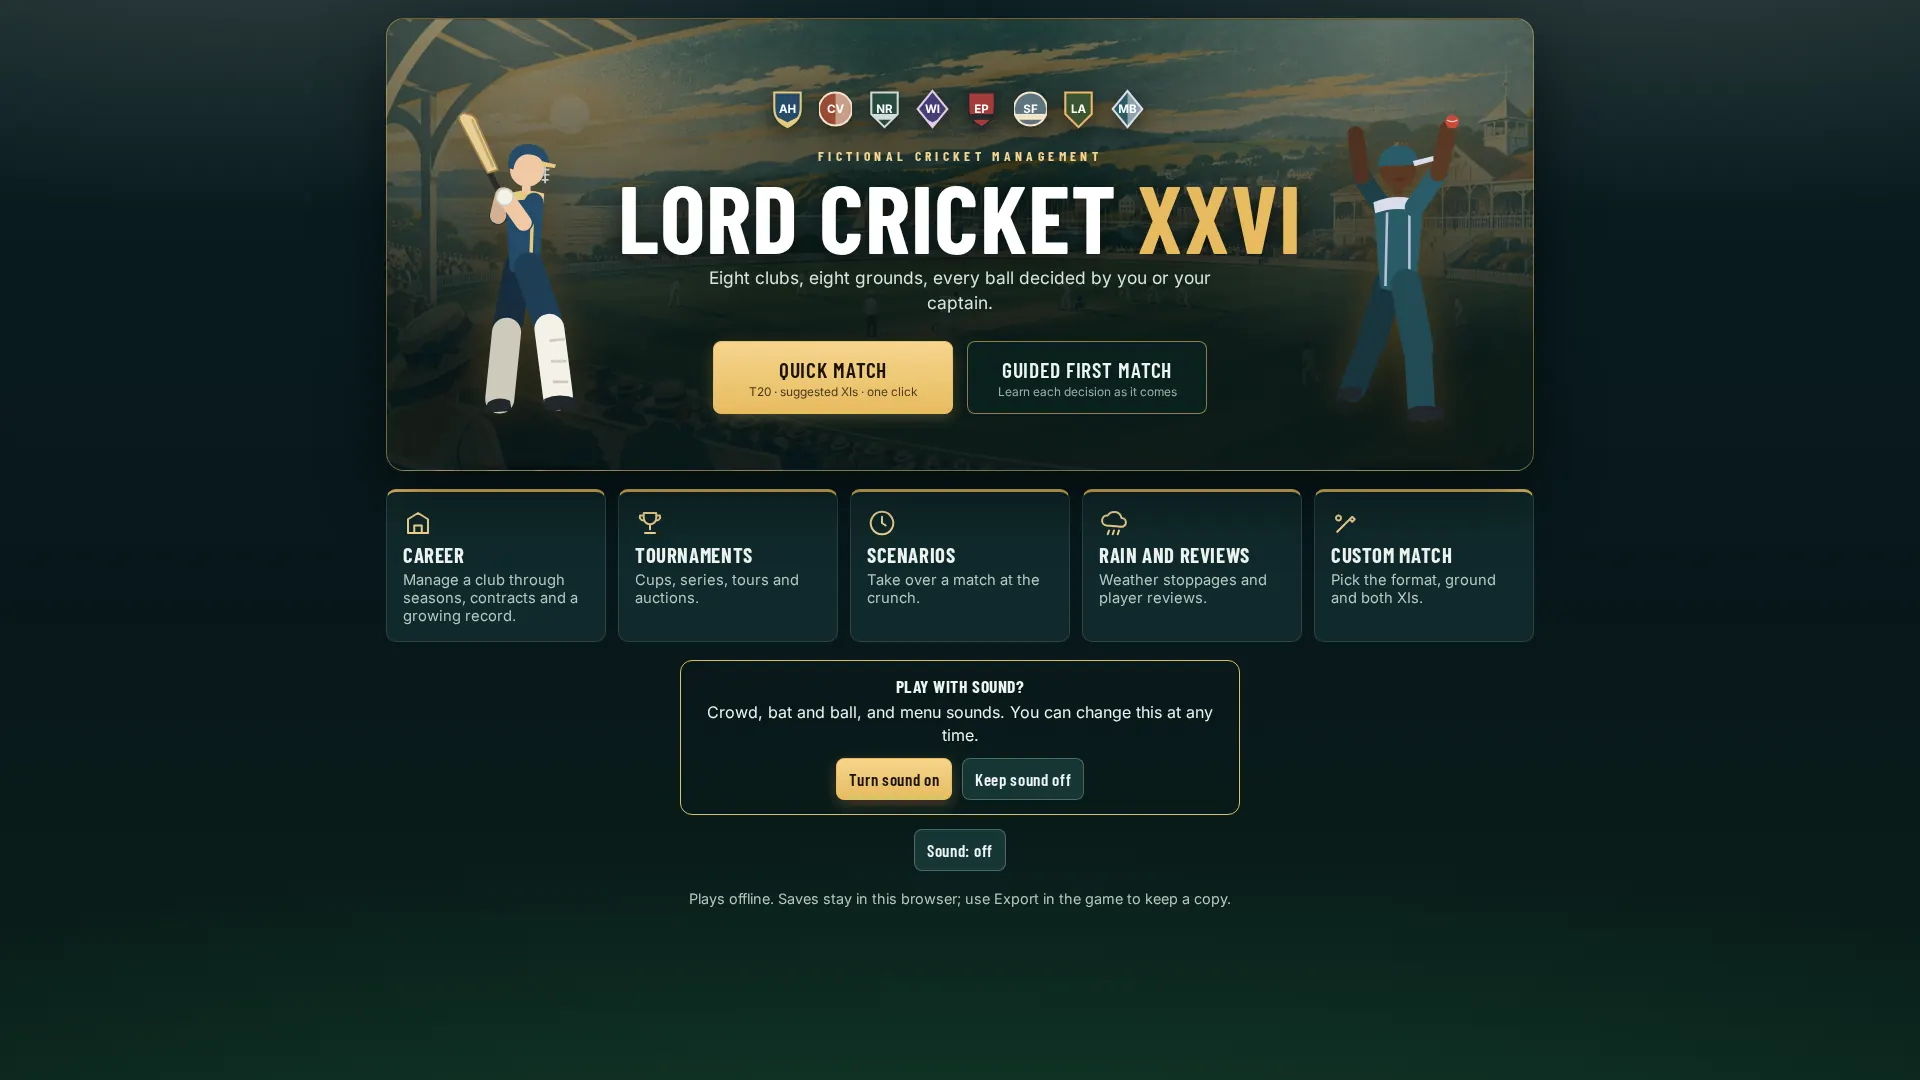 AH CV NR WI EP SF LA MB
FICTIONAL CRICKET MANAGEMENT
LORD CRICKET XXVI
Eight clubs, eight grounds, every ball decided by you or your
captain.
QUICK MATCH
T20 · suggested XIs · one click
GUIDED FIRST MATCH
Learn each decision as it comes
CAREER
Manage a club through
seasons, contracts and a
growing record.
TOURNAMENTS
Cups, series, tours and
auctions.
SCENARIOS
Take over a match at the
crunch.
RAIN AND REVIEWS
Weather stoppages and
player reviews.
CUSTOM MATCH
Pick the format, ground
and both XIs.
PLAY WITH SOUND?
Crowd, bat and ball, and menu sounds. You can change this at any
time.
Turn sound on
Keep sound off
Sound: off
Plays offline. Saves stay in this browser; use Export in the game to keep a copy.